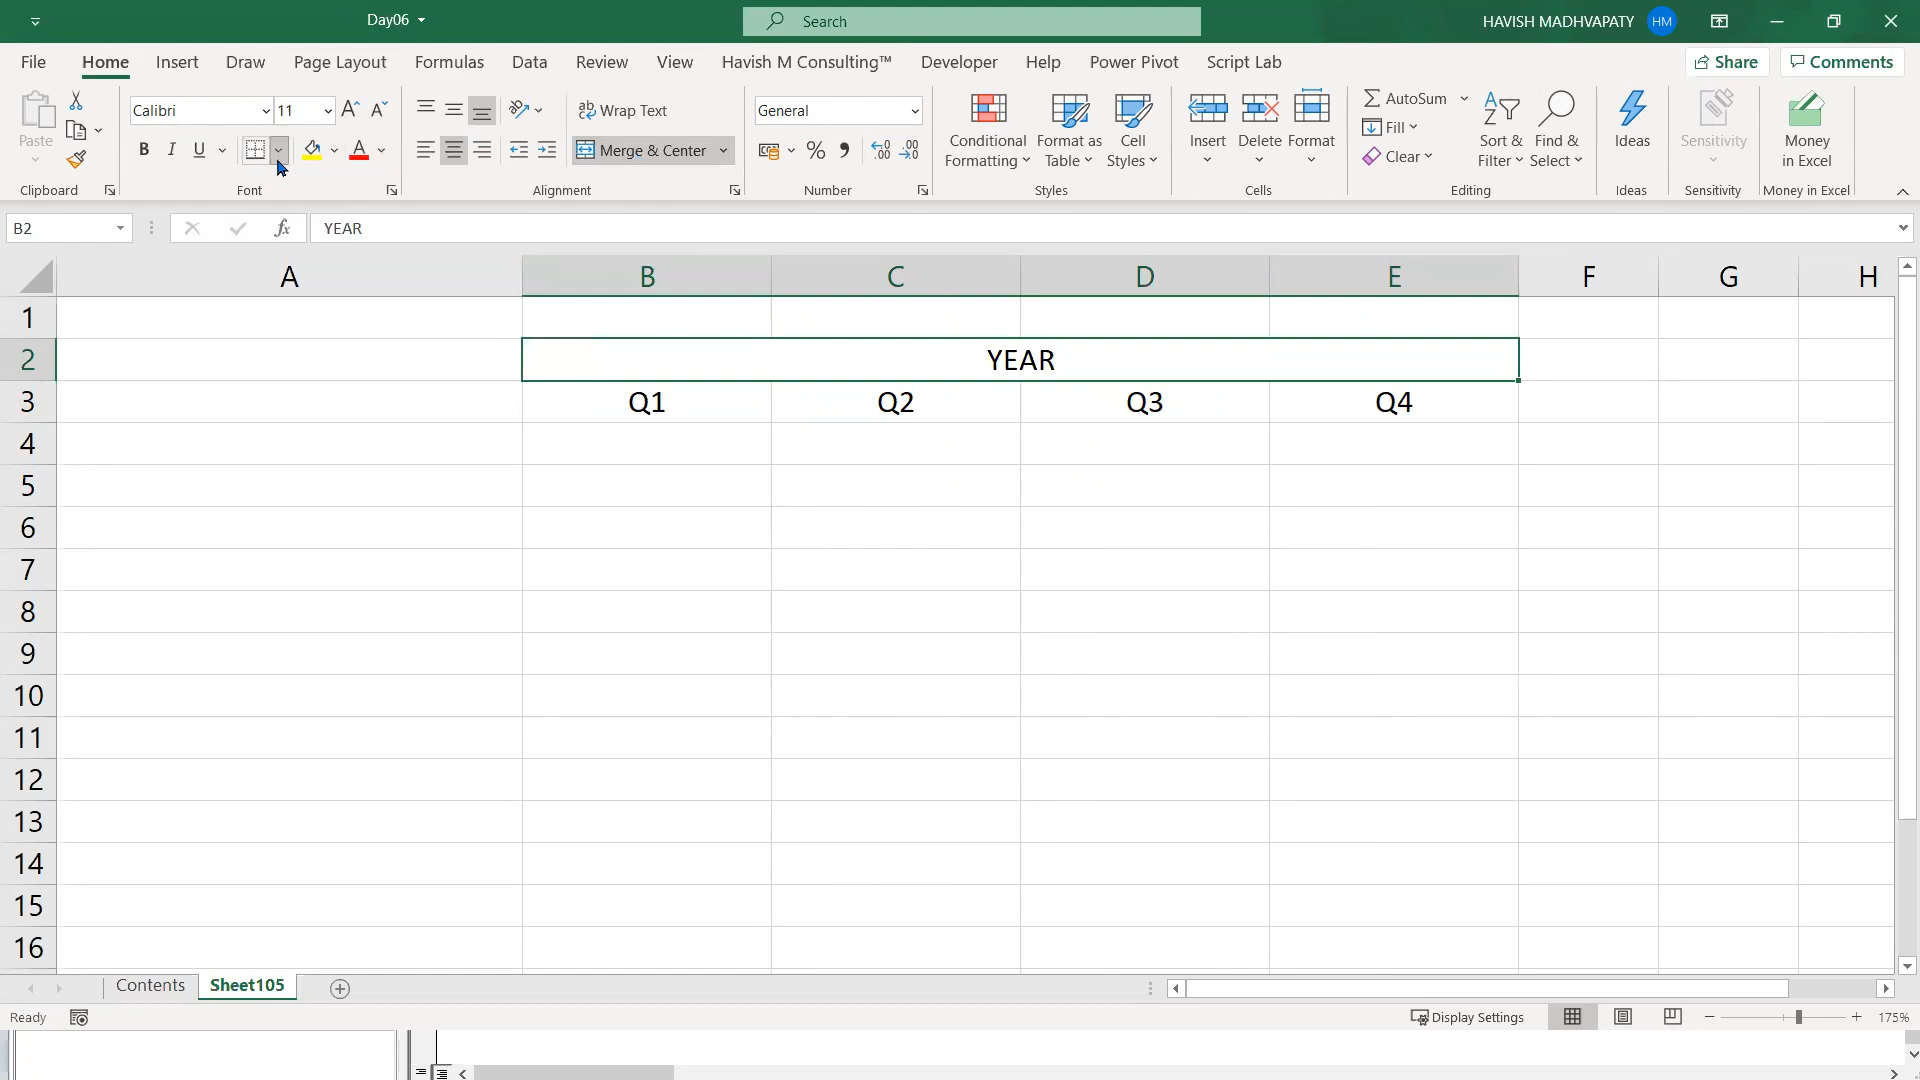 Day06
Search
HAVISH MADHVAPATY HM
File Home Insert Draw Page Layout Formulas Data Review View Havish M Consulting™ Developer Help Power Pivot Script Lab Share Comments
Paste
Calibri 11
B I U A
Wrap Text
Merge & Center
General
% , .00
Conditional Formatting
Format as Table
Cell Styles
Insert
Delete
Format
AutoSum
Fill
Clear
Sort & Filter
Find & Select
Ideas
Sensitivity
Money in Excel
Clipboard Font Alignment Number Styles Cells Editing Ideas Sensitivity Money in Excel
B2 fx YEAR
A B C D E F G H
1
2 YEAR
3 Q1 Q2 Q3 Q4
4
5
6
7
8
9
10
11
12
13
14
15
16
Contents Sheet105
Ready Display Settings 175%